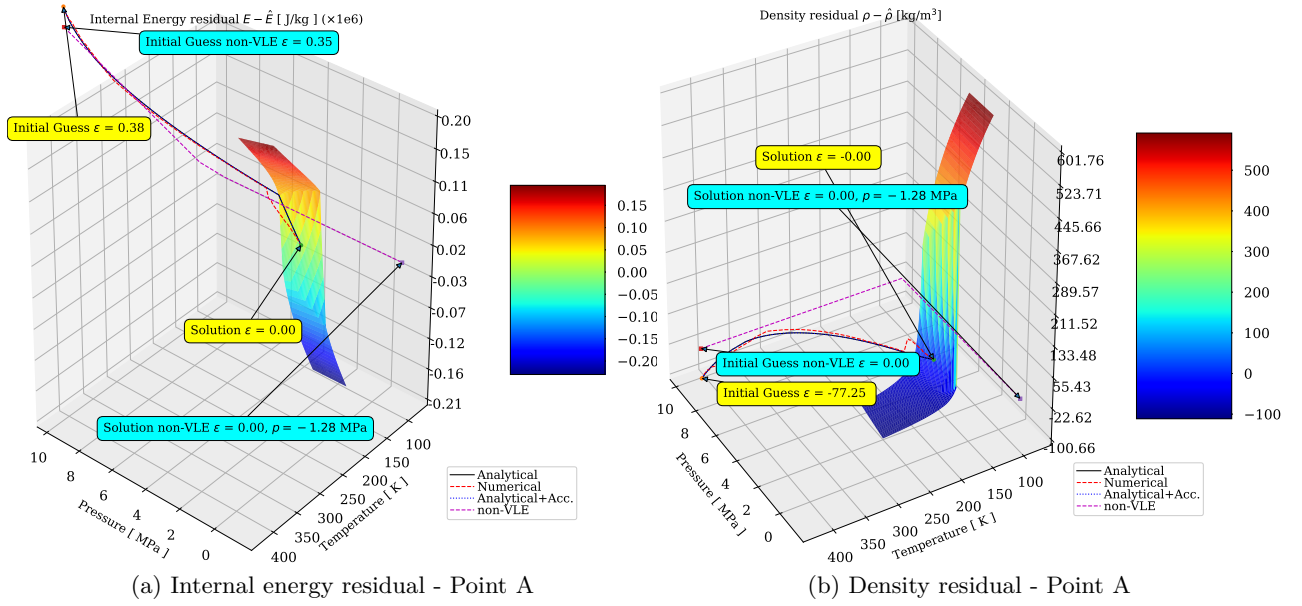 Internal Energy residual E − Ê [ J/kg ] (×1e6)
Initial Guess non-VLE ε = 0.35
Initial Guess ε = 0.38
Solution ε = 0.00
Solution non-VLE ε = 0.00, p = −1.28 MPa
0.20
0.15
0.11
0.06
0.02
-0.03
-0.07
-0.12
-0.16
-0.21
10
8
6
4
2
0
Pressure [ MPa ]
100
150
200
250
300
350
400
Temperature [ K ]
0.15
0.10
0.05
0.00
−0.05
−0.10
−0.15
−0.20
Analytical
Numerical
Analytical+Acc.
non-VLE
(a) Internal energy residual - Point A
Density residual ρ − ρ̂ [kg/m³]
Solution ε = -0.00
Solution non-VLE ε = 0.00, p = −1.28 MPa
Initial Guess non-VLE ε = 0.00
Initial Guess ε = -77.25
601.76
523.71
445.66
367.62
289.57
211.52
133.48
55.43
-22.62
-100.66
10
8
6
4
2
0
Pressure [ MPa ]
100
150
200
250
300
350
400
Temperature [ K ]
500
400
300
200
100
0
−100
Analytical
Numerical
Analytical+Acc.
non-VLE
(b) Density residual - Point A